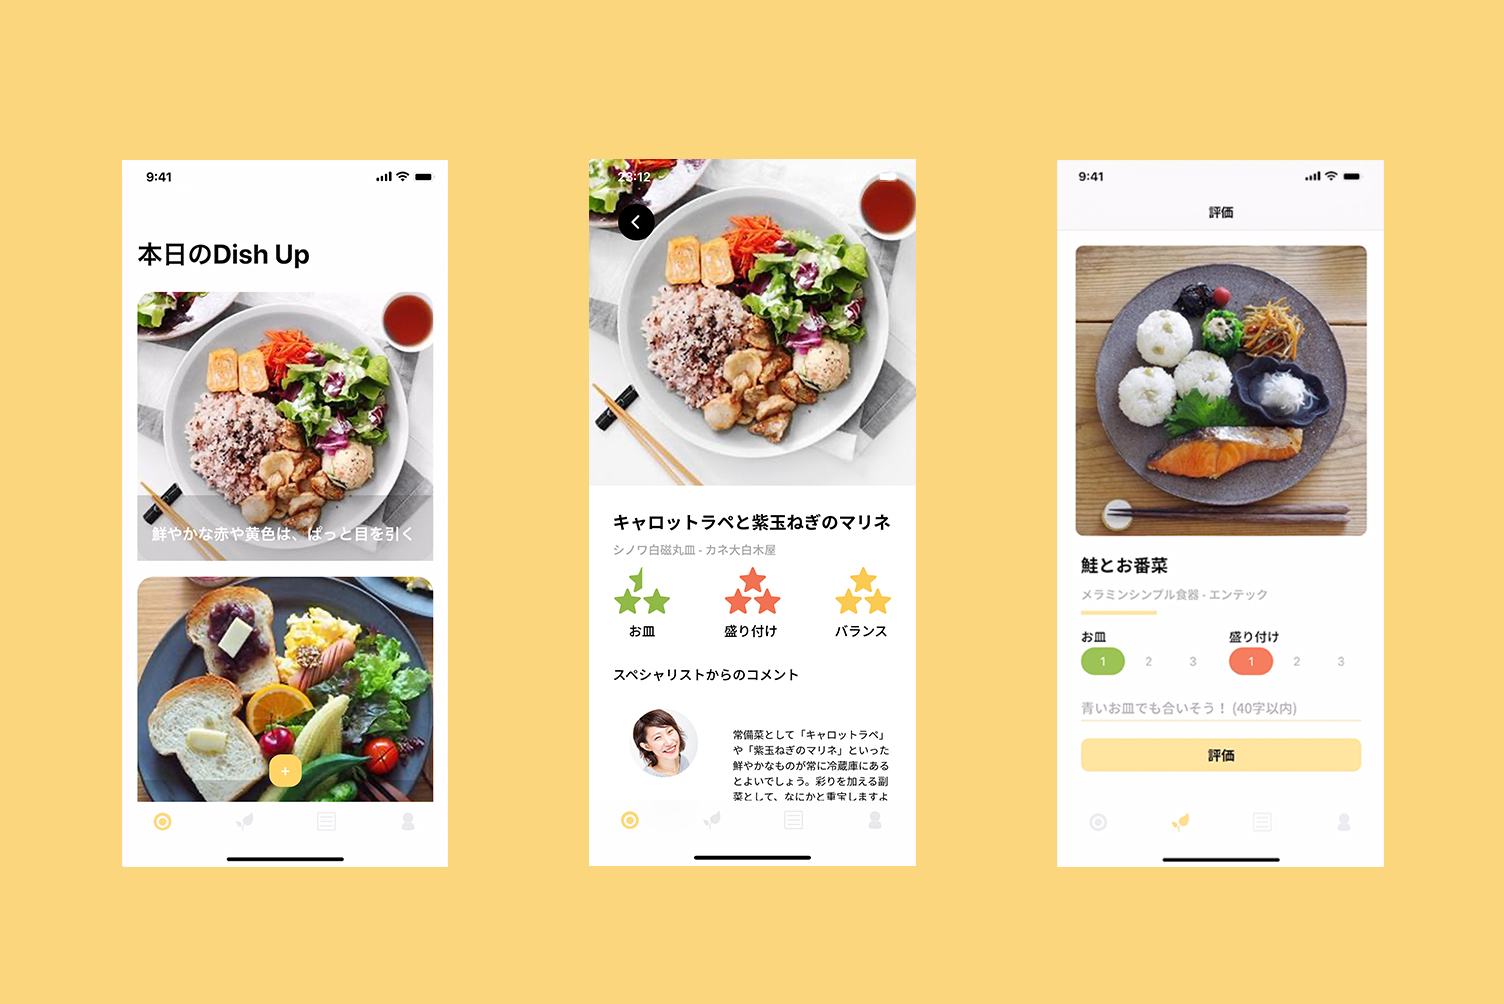 9:41
本日のDish Up
鮮やかな赤や黄色は、ぱっと目を引く
+
23:12
キャロットラペと紫玉ねぎのマリネ
シノワ白磁丸皿 - カネ大白木屋
お皿
盛り付け
バランス
スペシャリストからのコメント
常備菜として「キャロットラペ」
や「紫玉ねぎのマリネ」といった
鮮やかなものが常に冷蔵庫にある
とよいでしょう。彩りを加える副
菜として、なにかと重宝しますよ
9:41
評価
鮭とお番菜
メラミンシンプル食器 - エンテック
お皿
盛り付け
1 2 3
1 2 3
青いお皿でも合いそう！ (40字以内)
評価